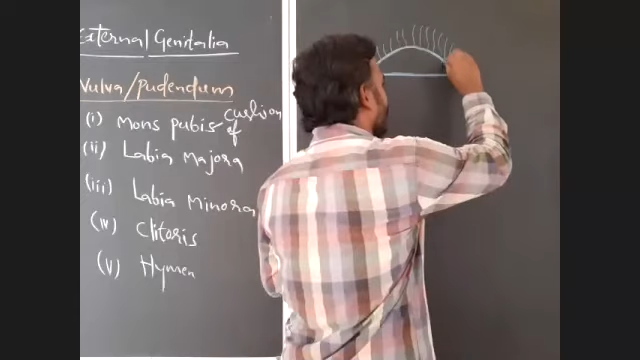 External Genitalia
Vulva/pudendum
(i) Mons pubis - cushion of
(ii) Labia Majora
(iii) Labia Minora
(iv) Clitoris
(v) Hymen